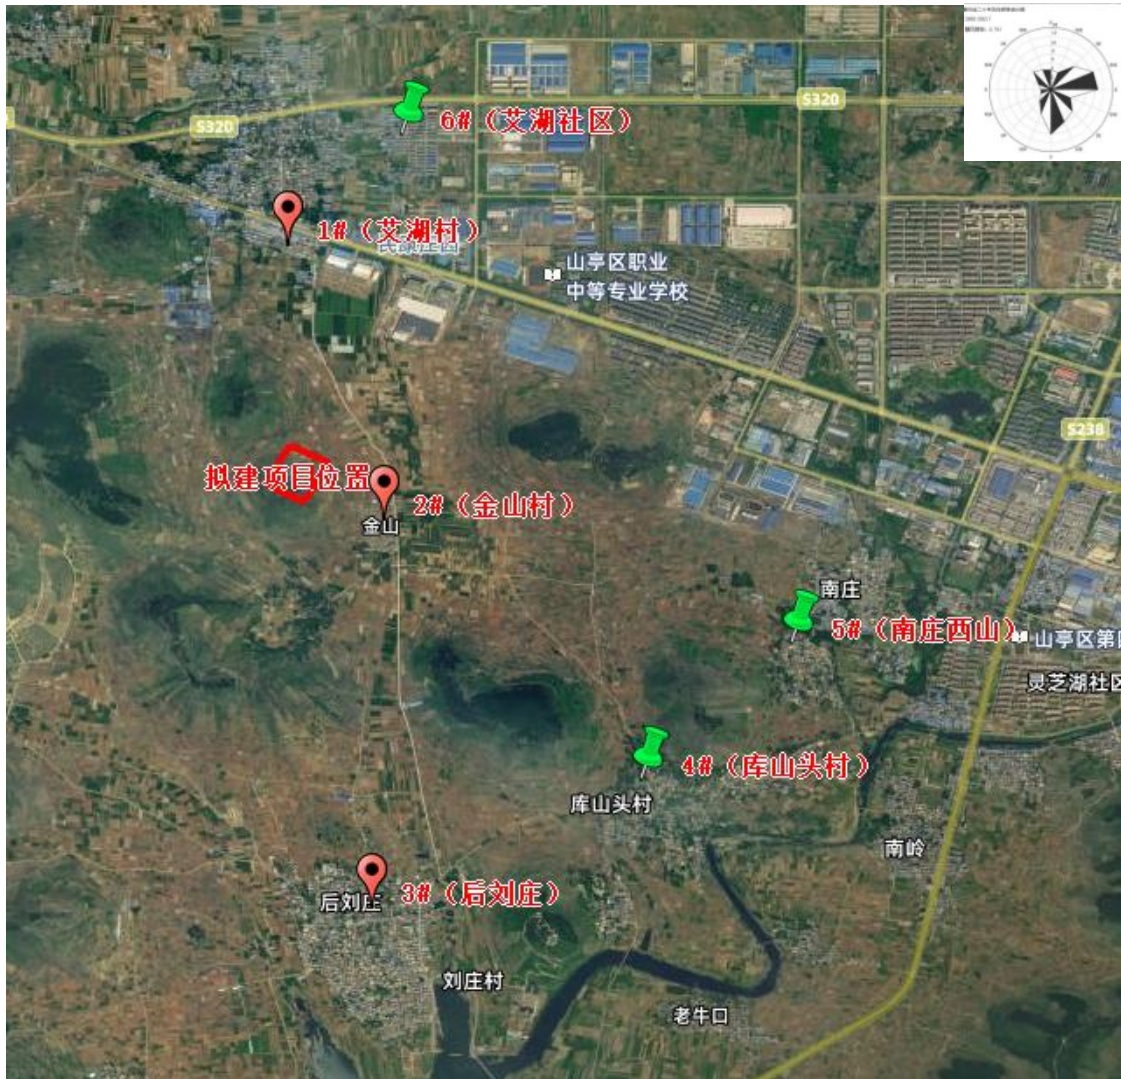 S320
S320
6#（艾湖社区）
1#（艾湖村）
山亭区职业
中等专业学校
S238
拟建项目位置
2#（金山村）
金山
南庄
5#（南庄西山）
山亭区第
灵芝湖社区
4#（库山头村）
库山头村
南岭
3#（后刘庄）
后刘庄
刘庄村
老牛口